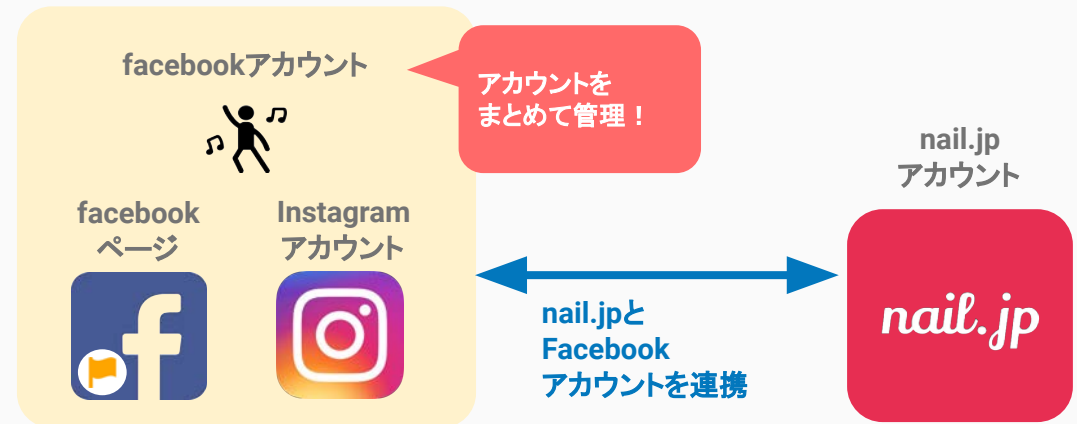 facebookアカウント
アカウントを
まとめて管理！
facebook
ページ
Instagram
アカウント
nail.jpと
Facebook
アカウントを連携
nail.jp
アカウント
nail.jp